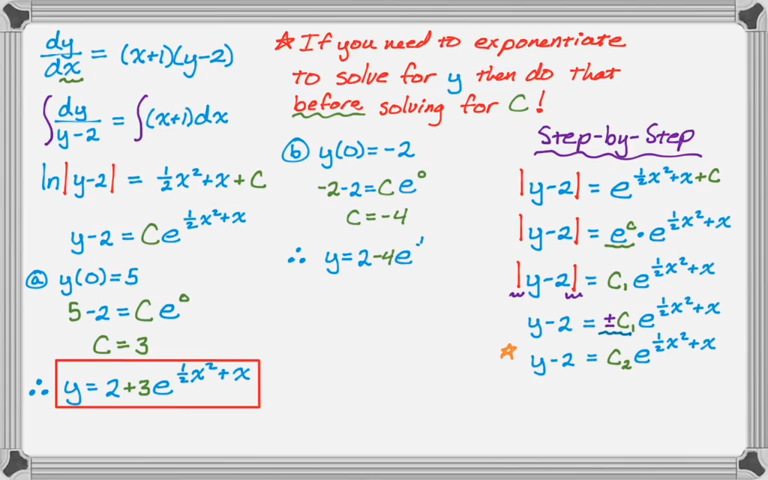 dy/dx = (x+1)(y-2)
∫ dy/(y-2) = ∫(x+1)dx
ln|y-2| = ½x²+x+C
y-2 = Ce^(½x²+x)
ⓐ y(0)=5
5-2 = Ce⁰
C=3
∴ y = 2+3e^(½x²+x)
☆ If you need to exponentiate
to solve for y then do that
before solving for C!
ⓑ y(0)=-2
-2-2=Ce⁰
C=-4
∴ y=2-4e
Step-by-Step
|y-2| = e^(½x²+x+C)
|y-2| = e^C · e^(½x²+x)
|y-2| = C₁e^(½x²+x)
y-2 = ±C₁e^(½x²+x)
☆ y-2 = C₂e^(½x²+x)